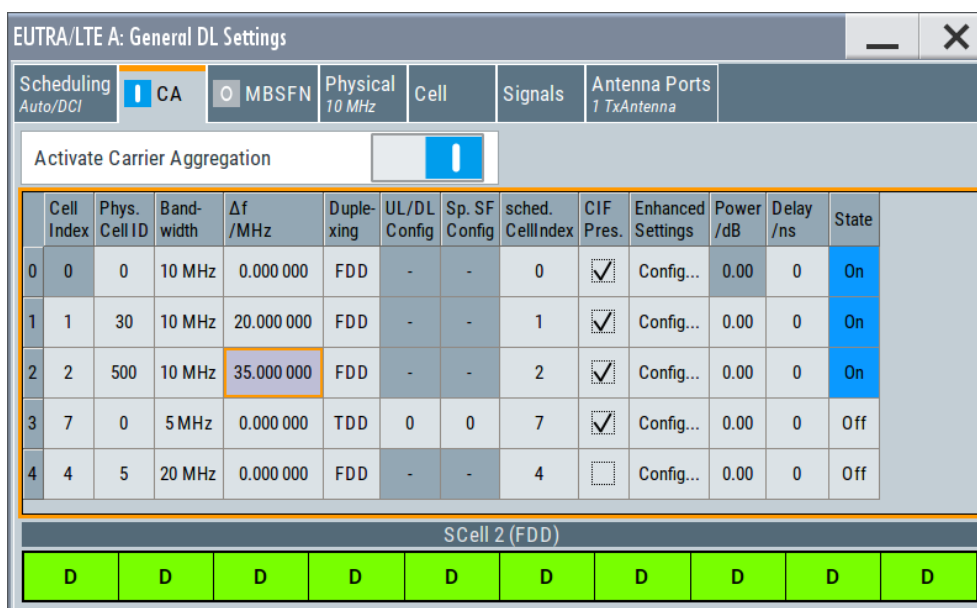 EUTRA/LTE A: General DL Settings
Scheduling Auto/DCI CA O MBSFN Physical 10 MHz Cell Signals Antenna Ports 1 TxAntenna
Activate Carrier Aggregation
Cell Index Phys. Cell ID Band-width Δf /MHz Duple-xing UL/DL Config Sp. SF Config sched. CellIndex CIF Pres. Enhanced Settings Power /dB Delay /ns State
0 0 0 10 MHz 0.000 000 FDD - - 0 Config... 0.00 0 On
1 1 30 10 MHz 20.000 000 FDD - - 1 Config... 0.00 0 On
2 2 500 10 MHz 35.000 000 FDD - - 2 Config... 0.00 0 On
3 7 0 5 MHz 0.000 000 TDD 0 0 7 Config... 0.00 0 Off
4 4 5 20 MHz 0.000 000 FDD - - 4 Config... 0.00 0 Off
SCell 2 (FDD)
D D D D D D D D D D